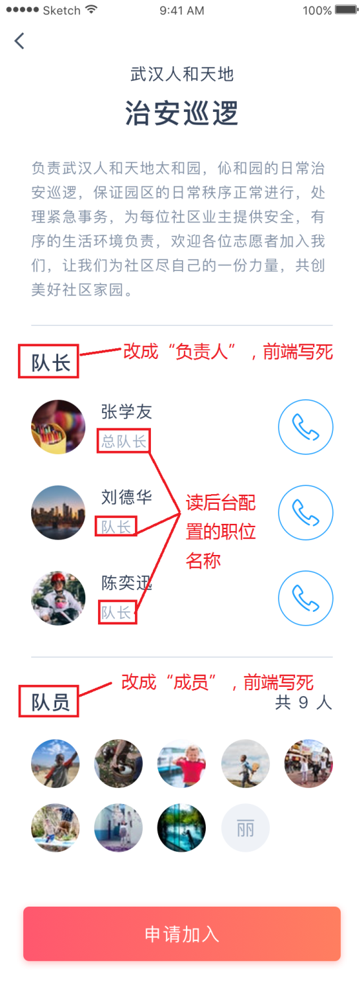 ●●●●● Sketch 9:41 AM 100%
武汉人和天地
治安巡逻
负责武汉人和天地太和园，伈和园的日常治
安巡逻，保证园区的日常秩序正常进行，处
理紧急事务，为每位社区业主提供安全，有
序的生活环境负责，欢迎各位志愿者加入我
们，让我们为社区尽自己的一份力量，共创
美好社区家园。
改成“负责人”，前端写死
队长
张学友
总队长
刘德华
队长
读后台配
置的职位
名称
陈奕迅
队长
改成“成员”，前端写死
队员 共 9 人
丽
申请加入